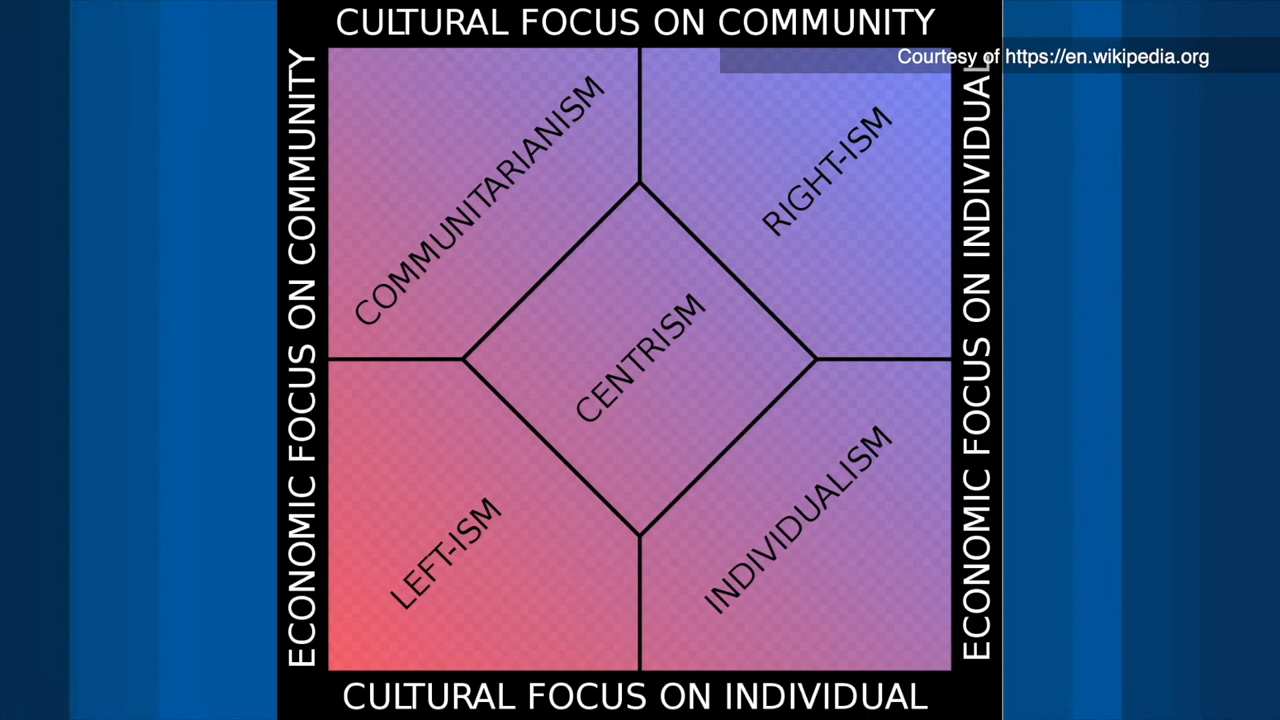 CULTURAL FOCUS ON COMMUNITY
Courtesy of https://en.wikipedia.org
ECONOMIC FOCUS ON COMMUNITY
COMMUNITARIANISM
RIGHT-ISM
ECONOMIC FOCUS ON INDIVIDUAL
CENTRISM
LEFT-ISM
INDIVIDUALISM
CULTURAL FOCUS ON INDIVIDUAL